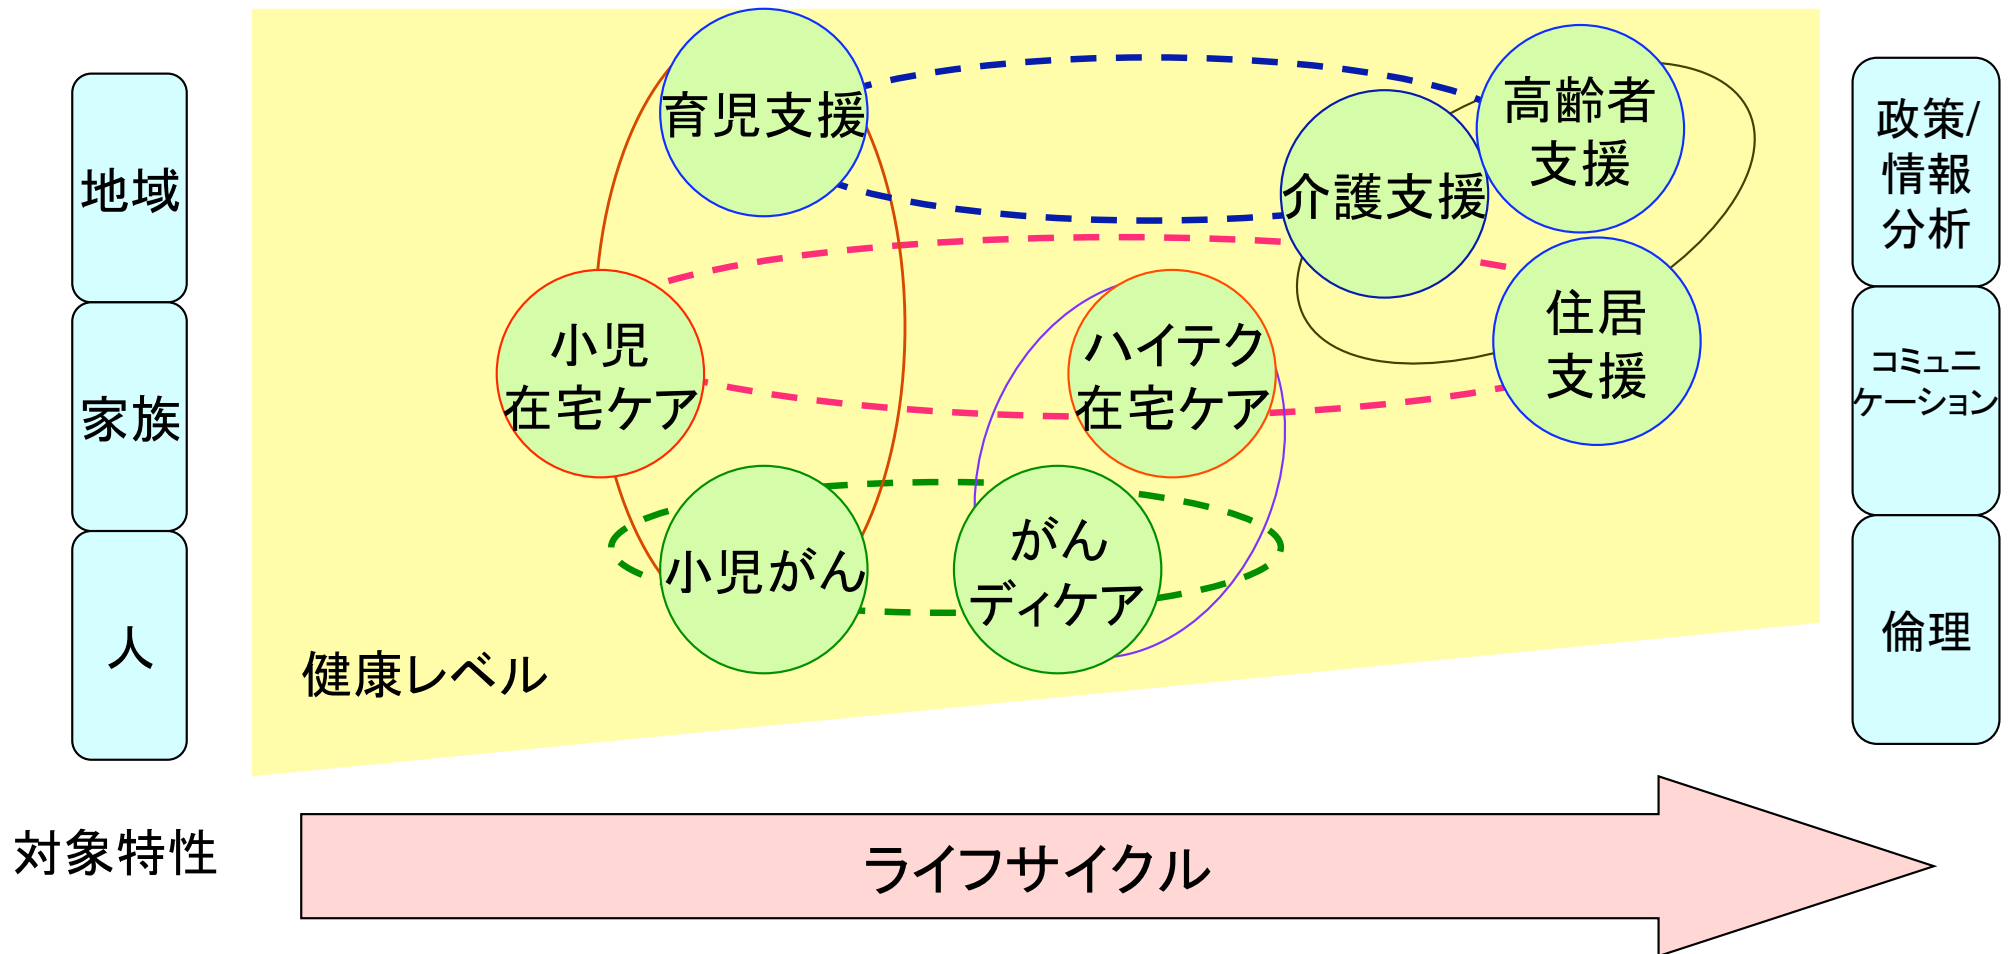 地域
家族
人
対象特性
育児支援
小児
在宅ケア
小児がん
がん
ディケア
ハイテク
在宅ケア
介護支援
高齢者
支援
住居
支援
健康レベル
ライフサイクル
政策/
情報
分析
コミュニ
ケーション
倫理